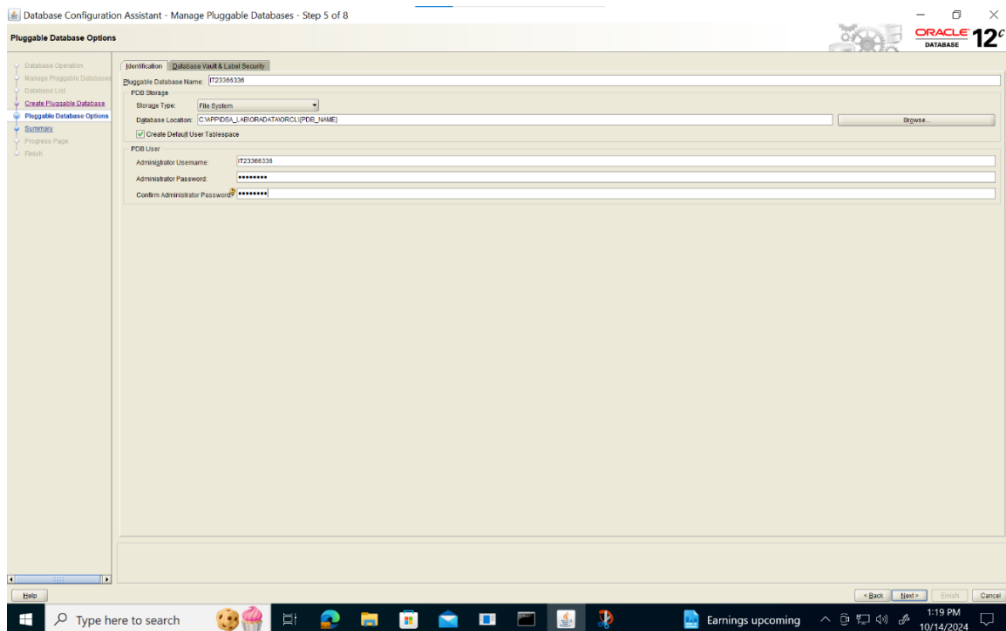 Database Configuration Assistant - Manage Pluggable Databases - Step 5 of 8
Pluggable Database Options
ORACLE 12c
DATABASE
Database Operation
Manage Pluggable Databases
Database List
Create Pluggable Database
Pluggable Database Options
Summary
Progress Page
Finish
Identification Database Vault & Label Security
Pluggable Database Name: IT23366336
PDB Storage
Storage Type: File System
Database Location: C:\APP\DSA_LAB\ORADATA\ORCL\{PDB_NAME} Browse...
Create Default User Tablespace
PDB User
Administrator Username: IT23366336
Administrator Password: ••••••••
Confirm Administrator Password: ••••••••
Help < Back Next > Finish Cancel
Type here to search Earnings upcoming 1:19 PM
10/14/2024